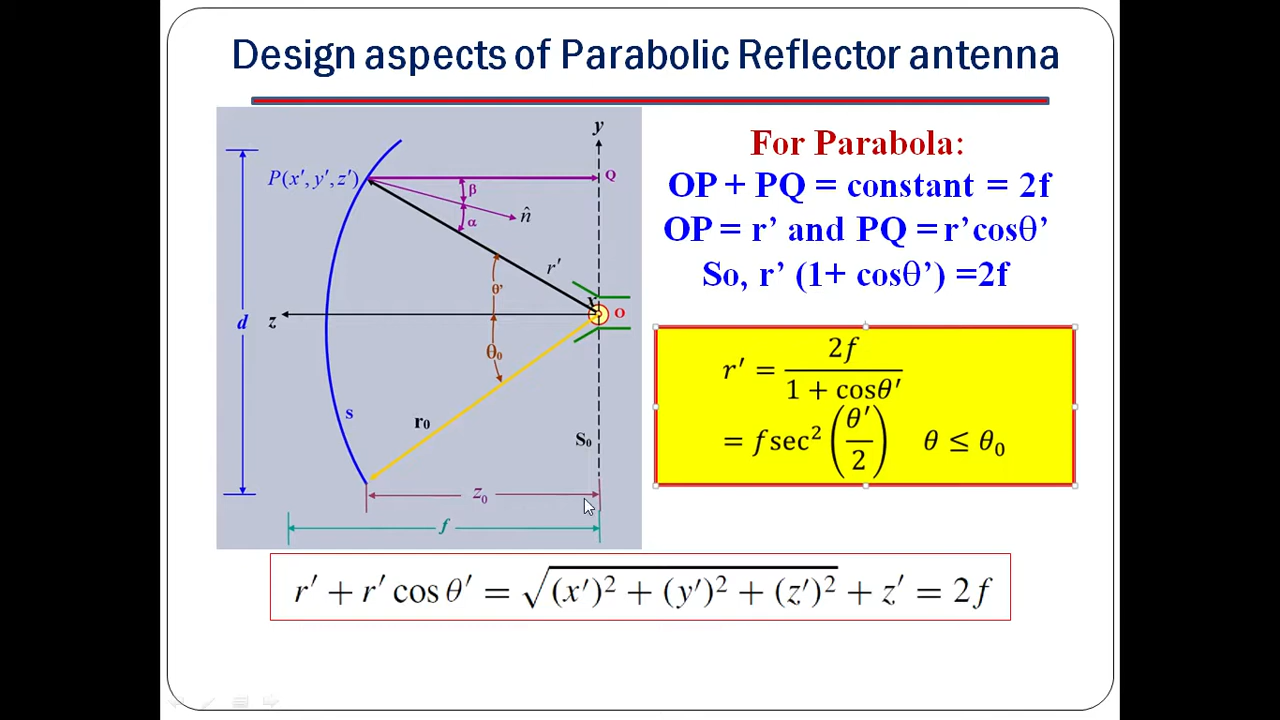 Design aspects of Parabolic Reflector antenna
y
P(x′, y′, z′)
Q
β
n̂
α
r′
θ’
x
O
d
z
θ₀
s
r₀
S₀
z₀
f
For Parabola:
OP + PQ = constant = 2f
OP = r’ and PQ = r’cosθ’
So, r’ (1+ cosθ’) =2f
r′ = 2f / 1 + cosθ′
= fsec² (θ′/2) θ ≤ θ₀
r′ + r′ cos θ′ = √(x′)² + (y′)² + (z′)² + z′ = 2f